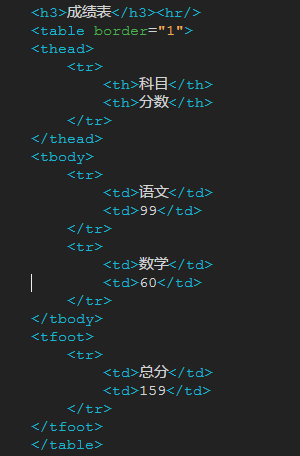 <h3>成绩表</h3><hr/>
<table border="1">
<thead>
    <tr>
        <th>科目</th>
        <th>分数</th>
    </tr>
</thead>
<tbody>
    <tr>
        <td>语文</td>
        <td>99</td>
    </tr>
    <tr>
        <td>数学</td>
        <td>60</td>
    </tr>
</tbody>
<tfoot>
    <tr>
        <td>总分</td>
        <td>159</td>
    </tr>
</tfoot>
</table>